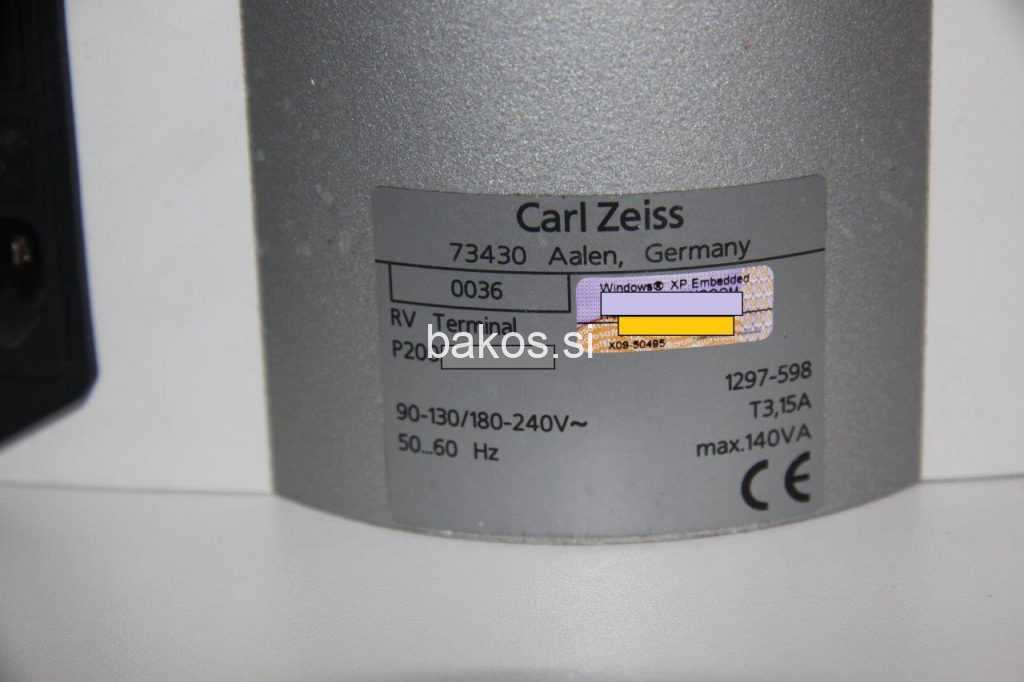 Carl Zeiss
73430 Aalen, Germany
0036
Windows® XP Embedded
RV Terminal
bakos.si
X09-50495
1297-598
90-130/180-240V~
T3,15A
50...60 Hz
max.140VA
CE